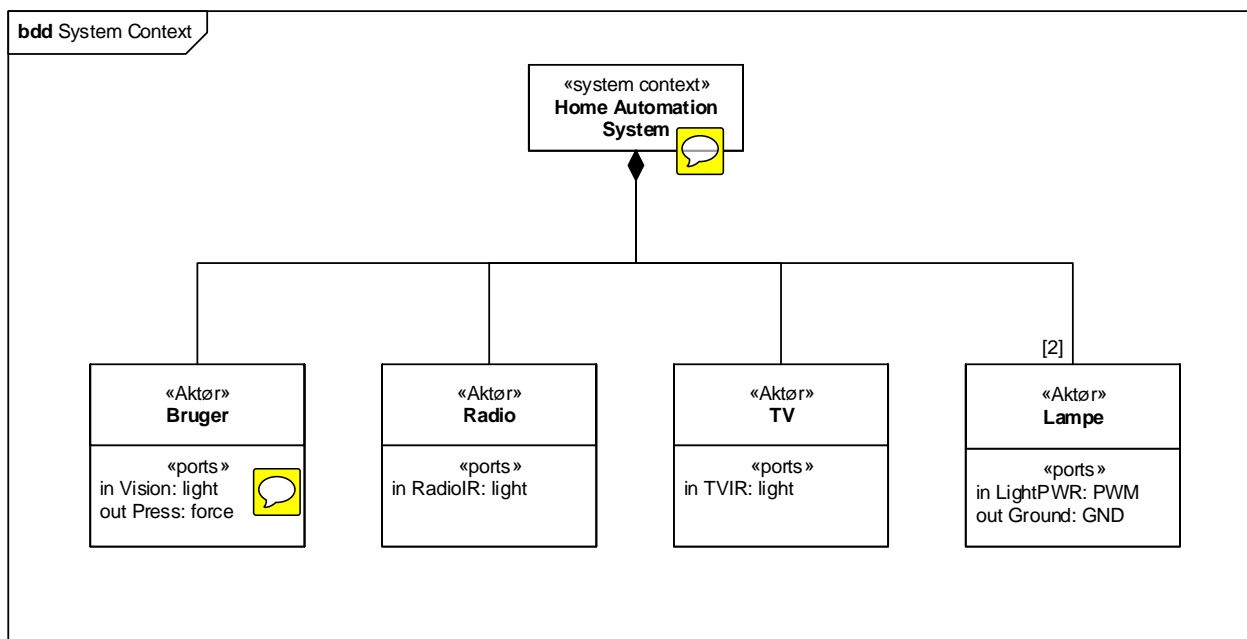 bdd System Context
«system context»
Home Automation
System
[2]
«Aktør»
Bruger
«ports»
in Vision: light
out Press: force
«Aktør»
Radio
«ports»
in RadioIR: light
«Aktør»
TV
«ports»
in TVIR: light
«Aktør»
Lampe
«ports»
in LightPWR: PWM
out Ground: GND